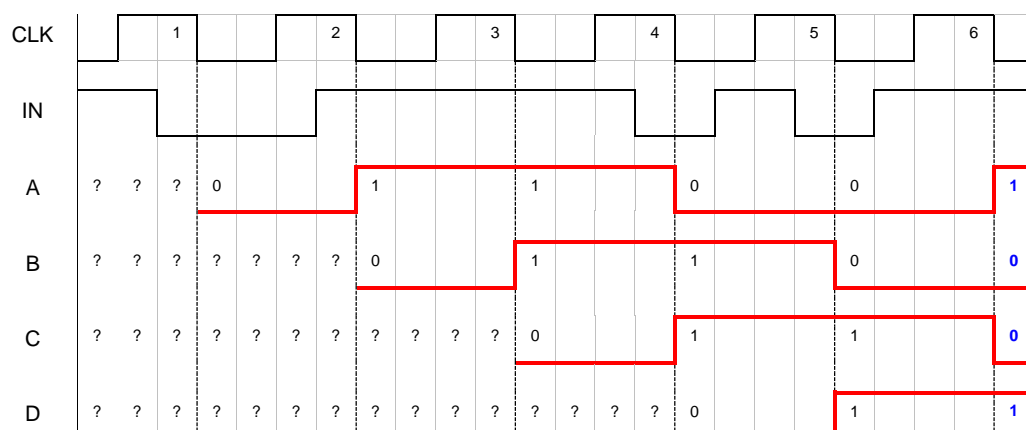 CLK 1 2 3 4 5 6
IN
A ? ? ? 0 1 1 0 0 1
B ? ? ? ? ? ? ? 0 1 1 0 0
C ? ? ? ? ? ? ? ? ? ? ? 0 1 1 0
D ? ? ? ? ? ? ? ? ? ? ? ? ? ? ? 0 1 1